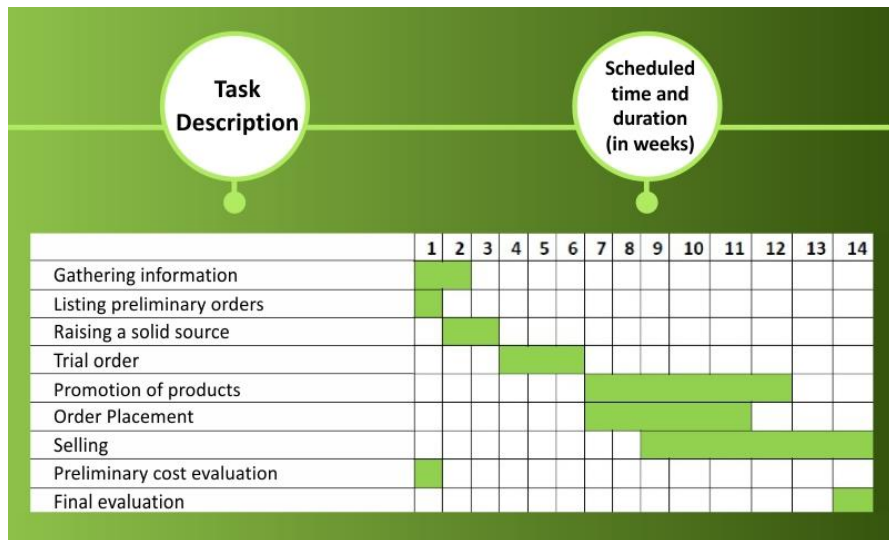 Task
Description
Scheduled
time and
duration
(in weeks)
1 2 3 4 5 6 7 8 9 10 11 12 13 14
Gathering information
Listing preliminary orders
Raising a solid source
Trial order
Promotion of products
Order Placement
Selling
Preliminary cost evaluation
Final evaluation